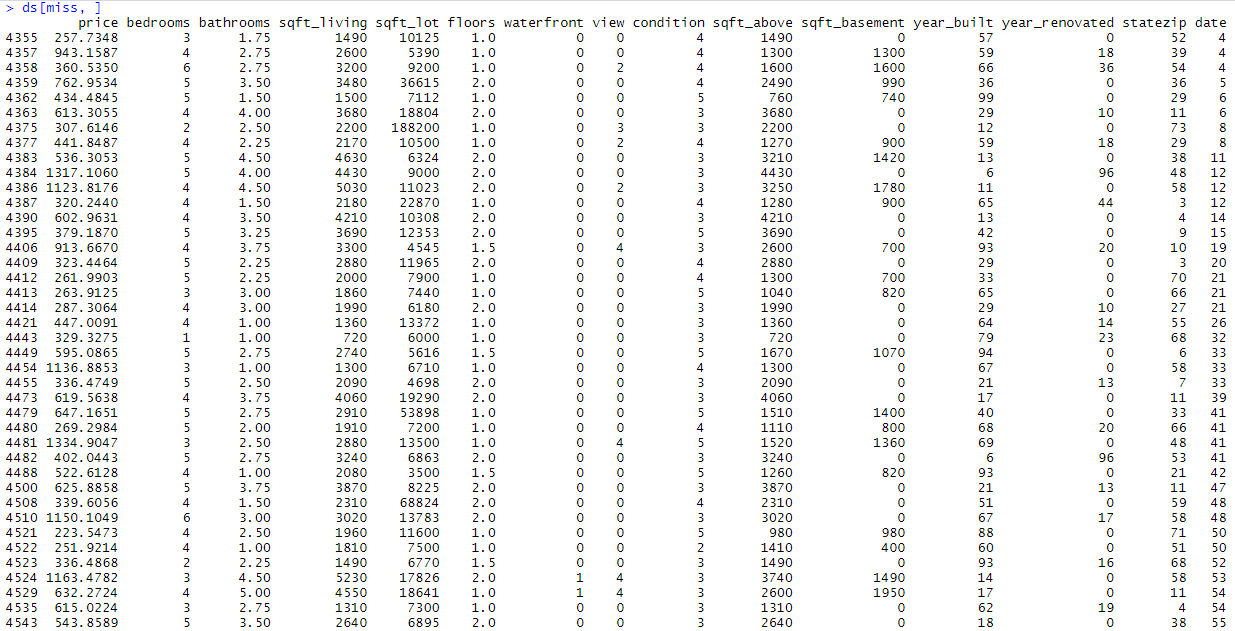 > ds[miss, ]
price bedrooms bathrooms sqft_living sqft_lot floors waterfront view condition sqft_above sqft_basement year_built year_renovated statezip date
4355 257.7348 3 1.75 1490 10125 1.0 0 0 4 1490 0 57 0 52 4
4357 943.1587 4 2.75 2600 5390 1.0 0 0 4 1300 1300 59 18 39 4
4358 360.5350 6 2.75 3200 9200 1.0 0 2 4 1600 1600 66 36 54 4
4359 762.9534 5 3.50 3480 36615 2.0 0 0 4 2490 990 36 0 36 5
4362 434.4845 5 1.50 1500 7112 1.0 0 0 5 760 740 99 0 29 6
4363 613.3055 4 4.00 3680 18804 2.0 0 0 3 3680 0 29 10 11 6
4375 307.6146 2 2.50 2200 188200 1.0 0 3 3 2200 0 12 0 73 8
4377 441.8487 4 2.25 2170 10500 1.0 0 2 4 1270 900 59 18 29 8
4383 536.3053 5 4.50 4630 6324 2.0 0 0 3 3210 1420 13 0 38 11
4384 1317.1060 5 4.00 4430 9000 2.0 0 0 3 4430 0 6 96 48 12
4386 1123.8176 4 4.50 5030 11023 2.0 0 2 3 3250 1780 11 0 58 12
4387 320.2440 4 1.50 2180 22870 1.0 0 0 4 1280 900 65 44 3 12
4390 602.9631 4 3.50 4210 10308 2.0 0 0 3 4210 0 13 0 4 14
4395 379.1870 5 3.25 3690 12353 2.0 0 0 5 3690 0 42 0 9 15
4406 913.6670 4 3.75 3300 4545 1.5 0 4 3 2600 700 93 20 10 19
4409 323.4464 5 2.25 2880 11965 2.0 0 0 4 2880 0 29 0 3 20
4412 261.9903 5 2.25 2000 7900 1.0 0 0 4 1300 700 33 0 70 21
4413 263.9125 3 3.00 1860 7440 1.0 0 0 5 1040 820 65 0 66 21
4414 287.3064 4 3.00 1990 6180 2.0 0 0 3 1990 0 29 10 27 21
4421 447.0091 4 1.00 1360 13372 1.0 0 0 3 1360 0 64 14 55 26
4443 329.3275 1 1.00 720 6000 1.0 0 0 3 720 0 79 23 68 32
4449 595.0865 5 2.75 2740 5616 1.5 0 0 5 1670 1070 94 0 6 33
4454 1136.8853 3 1.00 1300 6710 1.0 0 0 4 1300 0 67 0 58 33
4455 336.4749 5 2.50 2090 4698 2.0 0 0 3 2090 0 21 13 7 33
4473 619.5638 4 3.75 4060 19290 2.0 0 0 3 4060 0 17 0 11 39
4479 647.1651 5 2.75 2910 53898 1.0 0 0 5 1510 1400 40 0 33 41
4480 269.2984 5 2.00 1910 7200 1.0 0 0 4 1110 800 68 20 66 41
4481 1334.9047 3 2.50 2880 13500 1.0 0 4 5 1520 1360 69 0 48 41
4482 402.0443 5 2.75 3240 6863 2.0 0 0 3 3240 0 6 96 53 41
4488 522.6128 4 1.00 2080 3500 1.5 0 0 5 1260 820 93 0 21 42
4500 625.8858 5 3.75 3870 8225 2.0 0 0 3 3870 0 21 13 11 47
4508 339.6056 4 1.50 2310 68824 2.0 0 0 4 2310 0 51 0 59 48
4510 1150.1049 6 3.00 3020 13783 2.0 0 0 3 3020 0 67 17 58 48
4521 223.5473 4 2.50 1960 11600 1.0 0 0 5 980 980 88 0 71 50
4522 251.9214 4 1.00 1810 7500 1.0 0 0 2 1410 400 60 0 51 50
4523 336.4868 2 2.25 1490 6770 1.5 0 0 3 1490 0 93 16 68 52
4524 1163.4782 3 4.50 5230 17826 2.0 1 4 3 3740 1490 14 0 58 53
4529 632.2724 4 5.00 4550 18641 1.0 1 4 3 2600 1950 17 0 11 54
4535 615.0224 3 2.75 1310 7300 1.0 0 0 3 1310 0 62 19 4 54
4543 543.8589 5 3.50 2640 6895 2.0 0 0 3 2640 0 18 0 38 55